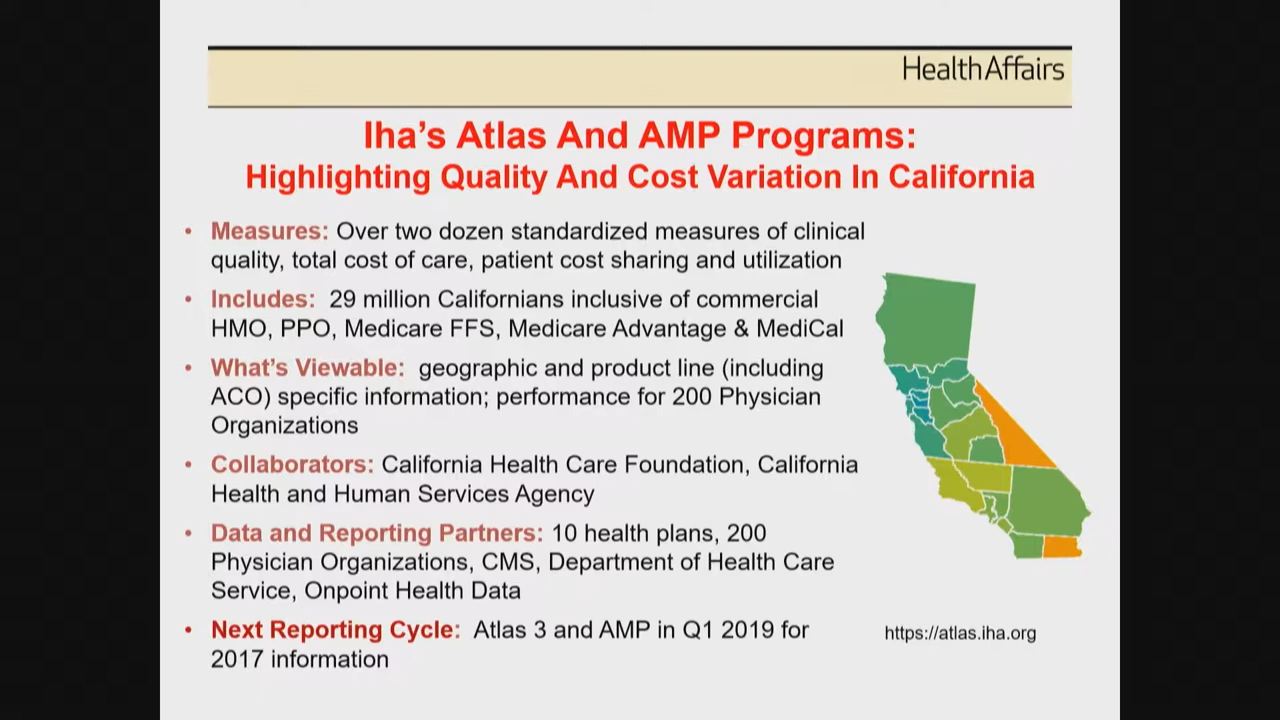 HealthAffairs
Iha’s Atlas And AMP Programs:
Highlighting Quality And Cost Variation In California
• Measures: Over two dozen standardized measures of clinical
quality, total cost of care, patient cost sharing and utilization
• Includes: 29 million Californians inclusive of commercial
HMO, PPO, Medicare FFS, Medicare Advantage & MediCal
• What’s Viewable: geographic and product line (including
ACO) specific information; performance for 200 Physician
Organizations
• Collaborators: California Health Care Foundation, California
Health and Human Services Agency
• Data and Reporting Partners: 10 health plans, 200
Physician Organizations, CMS, Department of Health Care
Service, Onpoint Health Data
• Next Reporting Cycle: Atlas 3 and AMP in Q1 2019 for
2017 information
https://atlas.iha.org